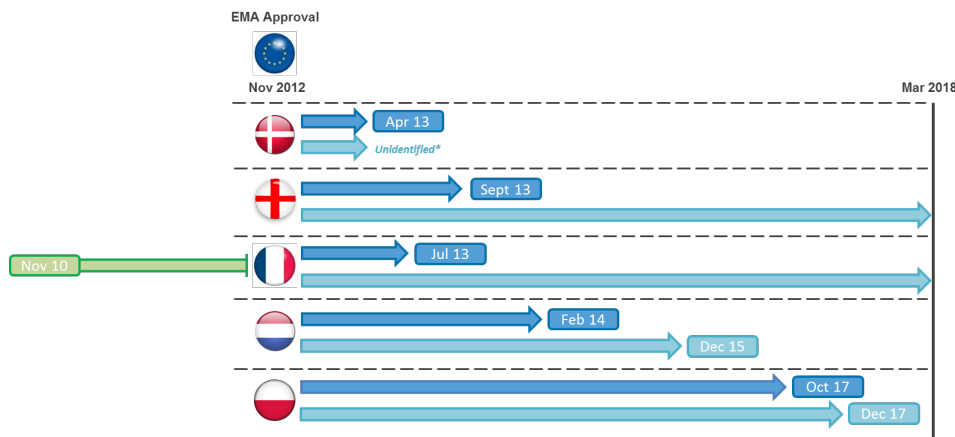 EMA Approval
Nov 2012
Mar 2018
Apr 13
Unidentified*
Sept 13
Nov 10
Jul 13
Feb 14
Dec 15
Oct 17
Dec 17